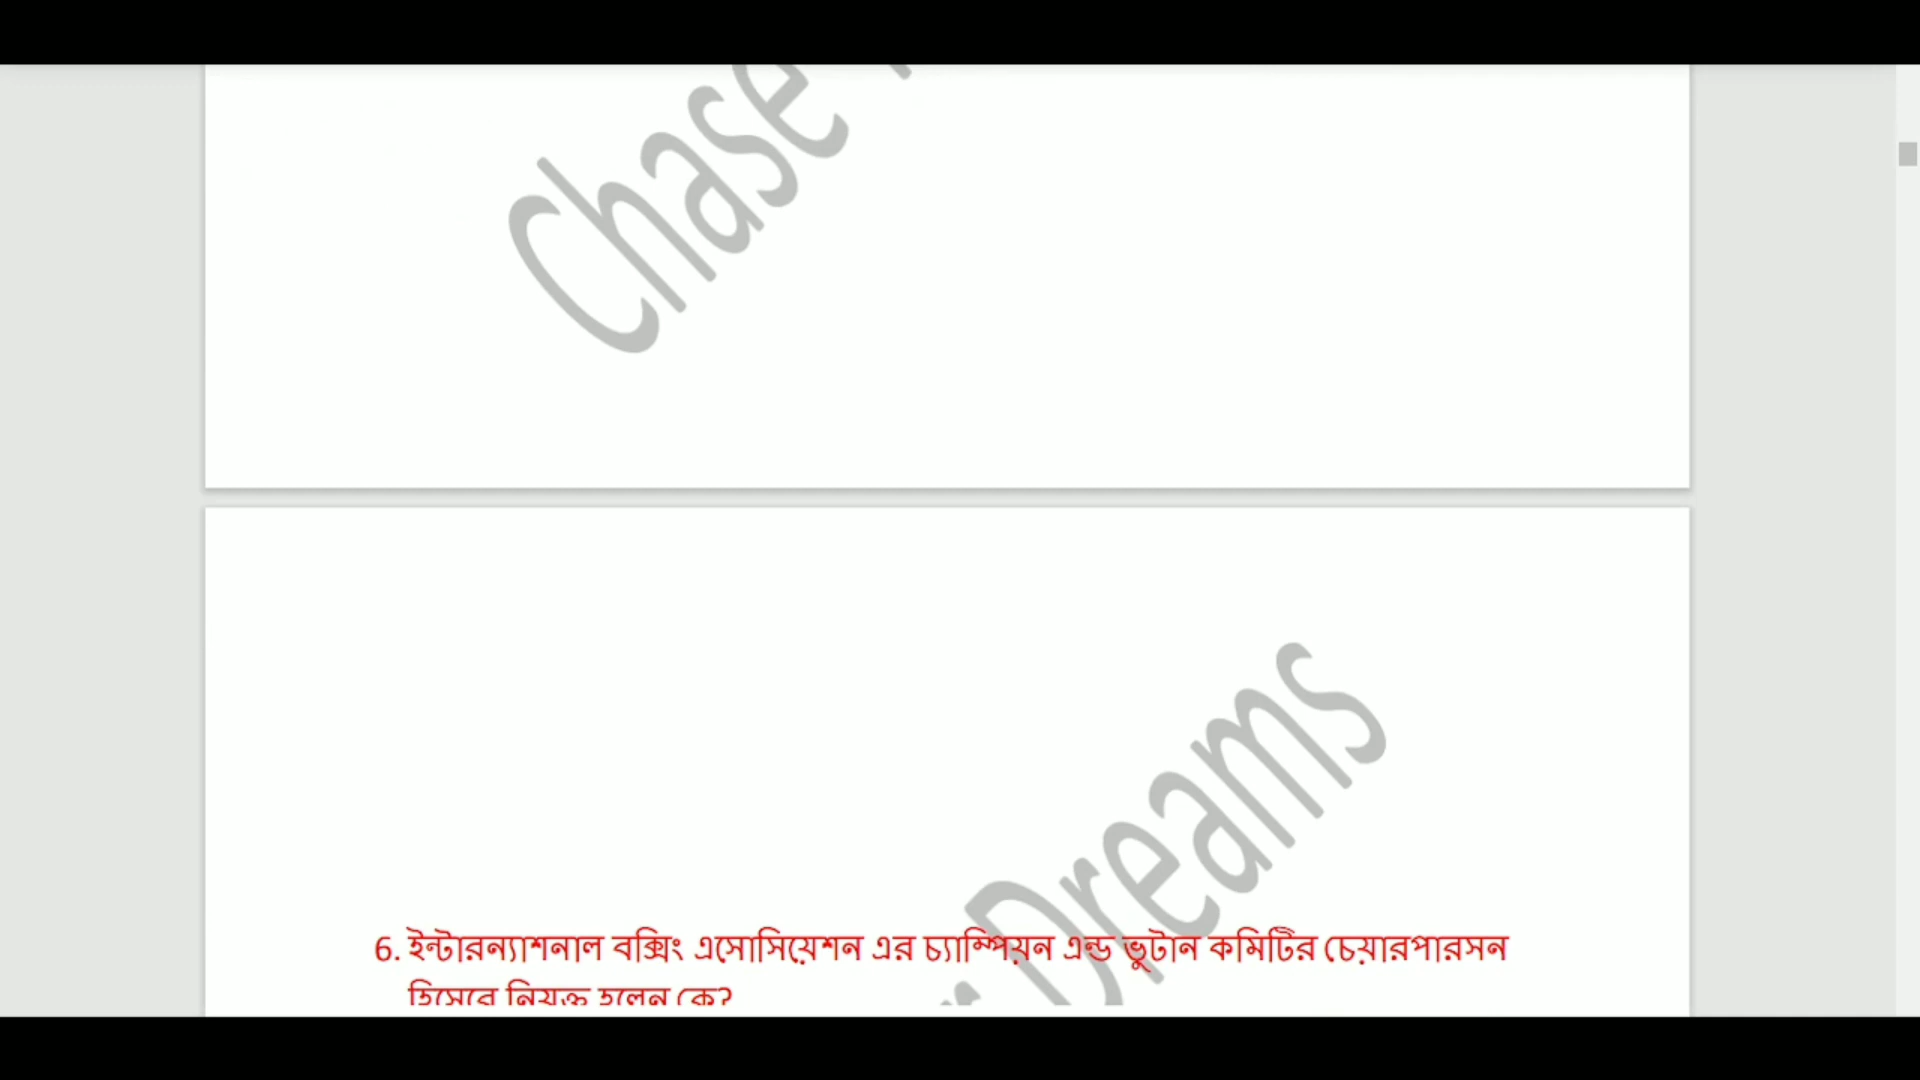 Chase
Dreams
6. ইন্টারন্যাশনাল বক্সিং এসোসিয়েশন এর চ্যাম্পিয়ন এন্ড ভুটান কমিটির চেয়ারপারসন
হিসেবে নিযুক্ত হলেন কে?